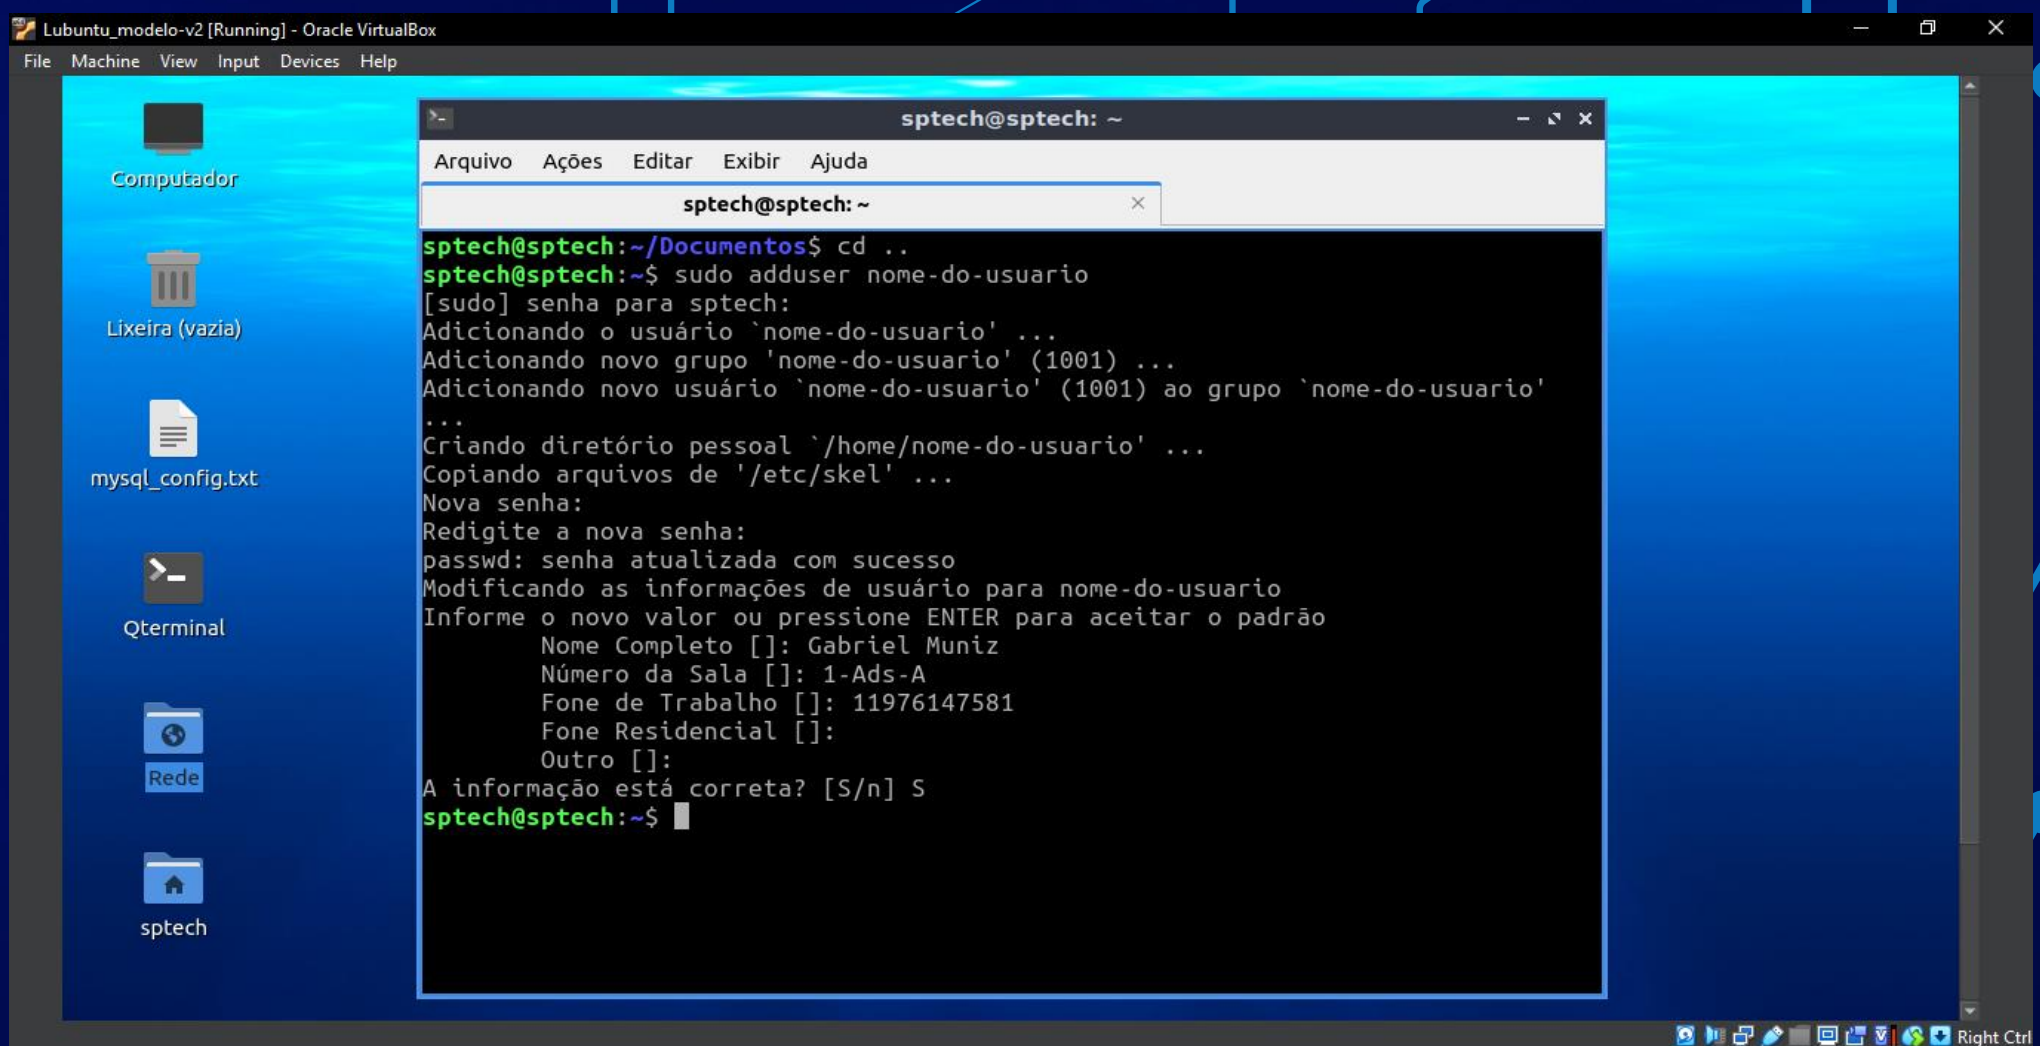 Lubuntu_modelo-v2 [Running] - Oracle VirtualBox
File Machine View Input Devices Help
Computador
Lixeira (vazia)
mysql_config.txt
Qterminal
Rede
sptech
sptech@sptech: ~
Arquivo Ações Editar Exibir Ajuda
sptech@sptech: ~
sptech@sptech:~/Documentos$ cd ..
sptech@sptech:~$ sudo adduser nome-do-usuario
[sudo] senha para sptech:
Adicionando o usuário `nome-do-usuario' ...
Adicionando novo grupo 'nome-do-usuario' (1001) ...
Adicionando novo usuário `nome-do-usuario' (1001) ao grupo `nome-do-usuario'
...
Criando diretório pessoal `/home/nome-do-usuario' ...
Copiando arquivos de '/etc/skel' ...
Nova senha:
Redigite a nova senha:
passwd: senha atualizada com sucesso
Modificando as informações de usuário para nome-do-usuario
Informe o novo valor ou pressione ENTER para aceitar o padrão
Nome Completo []: Gabriel Muniz
Número da Sala []: 1-Ads-A
Fone de Trabalho []: 11976147581
Fone Residencial []:
Outro []:
A informação está correta? [S/n] S
sptech@sptech:~$
Right Ctrl